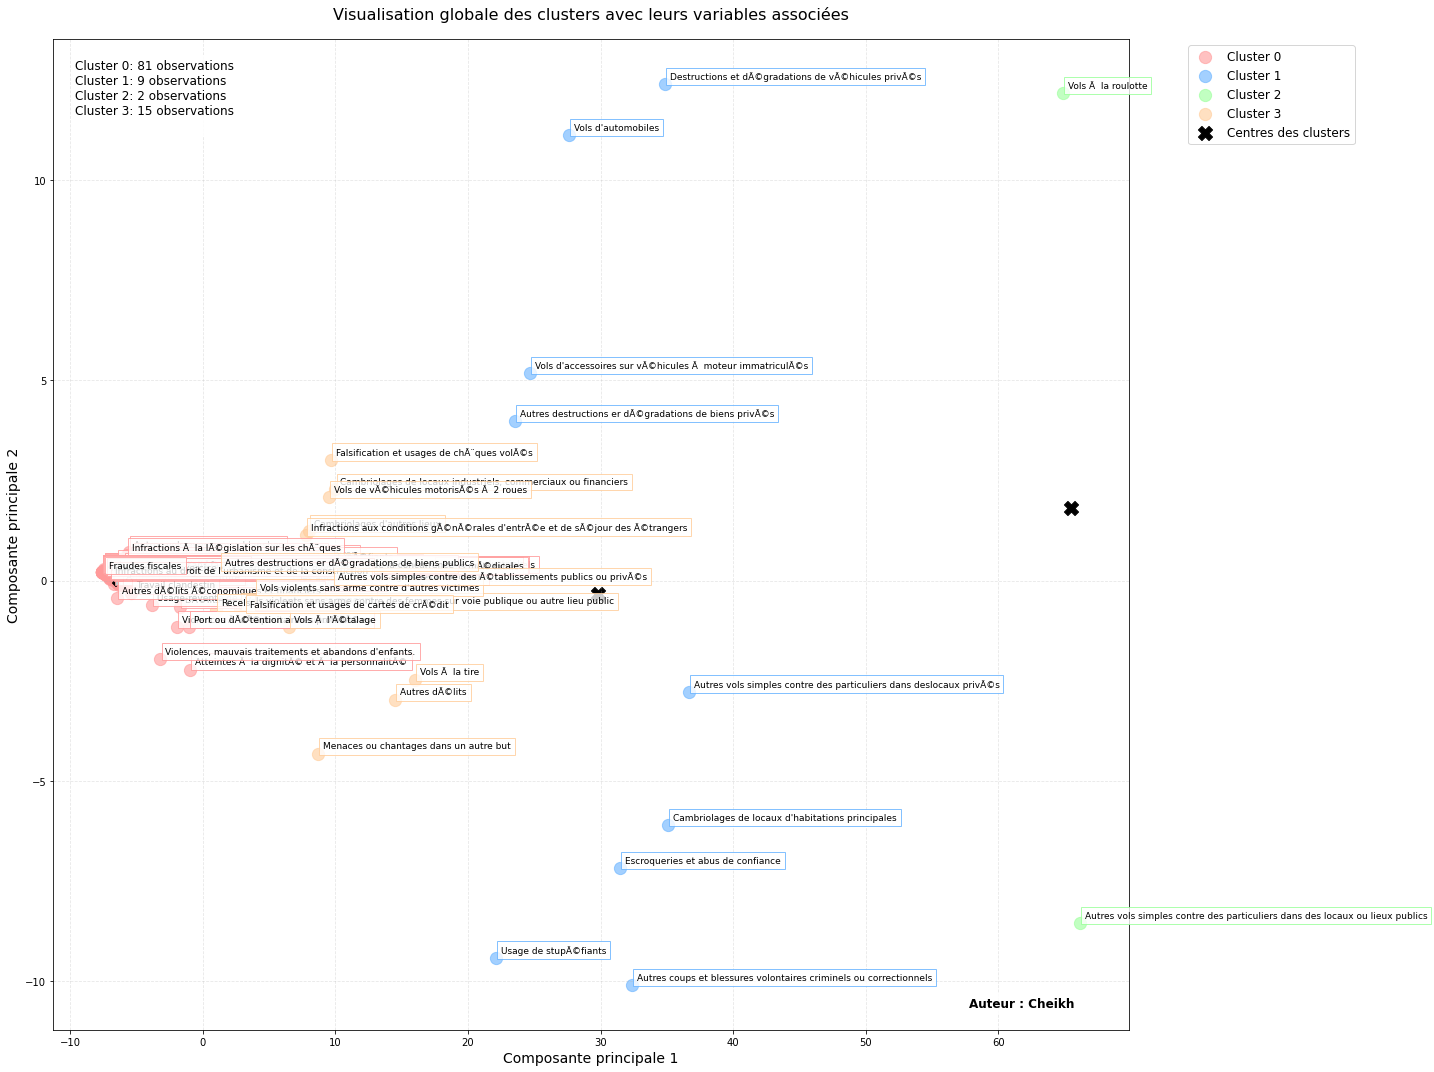 Visualisation globale des clusters avec leurs variables associées
Cluster 0: 81 observations
Cluster 1: 9 observations
Cluster 2: 2 observations
Cluster 3: 15 observations
Cluster 0
Cluster 1
Cluster 2
Cluster 3
Centres des clusters
Destructions et dÃ©gradations de vÃ©hicules privÃ©s
Vols Ã  la roulotte
Vols d'automobiles
10
Vols d'accessoires sur vÃ©hicules Ã  moteur immatriculÃ©s
5
Autres destructions er dÃ©gradations de biens privÃ©s
Falsification et usages de chÃ¨ques volÃ©s
Cambriolages de locaux industriels, commerciaux ou financiers
Vols de vÃ©hicules motorisÃ©s Ã  2 roues
Infractions aux conditions gÃ©nÃ©rales d'entrÃ©e et de sÃ©jour des Ã©trangers
Infractions Ã  la lÃ©gislation sur les chÃ¨ques
Autres destructions er dÃ©gradations de biens publics.
Fraudes fiscales
0
Autres vols simples contre des Ã©tablissements publics ou privÃ©s
Autres dÃ©lits Ã©conomique
Vols violents sans arme contre d'autres victimes
Recel
Falsification et usages de cartes de crÃ©dit
sur voie publique ou autre lieu public
Port ou dÃ©tention
Vols Ã  l'Ã©talage
Violences, mauvais traitements et abandons d'enfants.
Atteintes Ã  la dignitÃ© et Ã  la personnalitÃ©
Vols Ã  la tire
Autres vols simples contre des particuliers dans deslocaux privÃ©s
Autres dÃ©lits
Menaces ou chantages dans un autre but
−5
Cambriolages de locaux d'habitations principales
Escroqueries et abus de confiance
Autres vols simples contre des particuliers dans des locaux ou lieux publics
Usage de stupÃ©fiants
Autres coups et blessures volontaires criminels ou correctionnels
−10
Auteur : Cheikh
−10 0 10 20 30 40 50 60
Composante principale 1
Composante principale 2